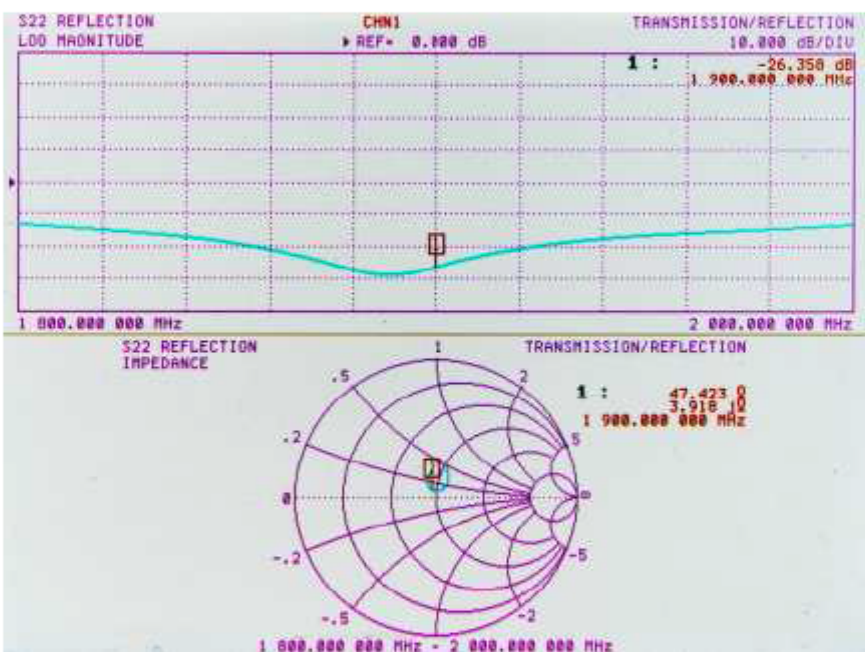 S22 REFLECTION
LOG MAGNITUDE
CHN1
▶ REF= 0.000 dB
TRANSMISSION/REFLECTION
10.000 dB/DIV
1 : -26.358 dB
1 900.000 000 MHz
1 800.000 000 MHz
2 000.000 000 MHz
S22 REFLECTION
IMPEDANCE
TRANSMISSION/REFLECTION
1 : 47.423 Ω
3.918 jΩ
1 900.000 000 MHz
1
.5
2
.2
5
0
∞
-.2
-5
-.5
-2
1 800.000 000 MHz - 2 000.000 000 MHz